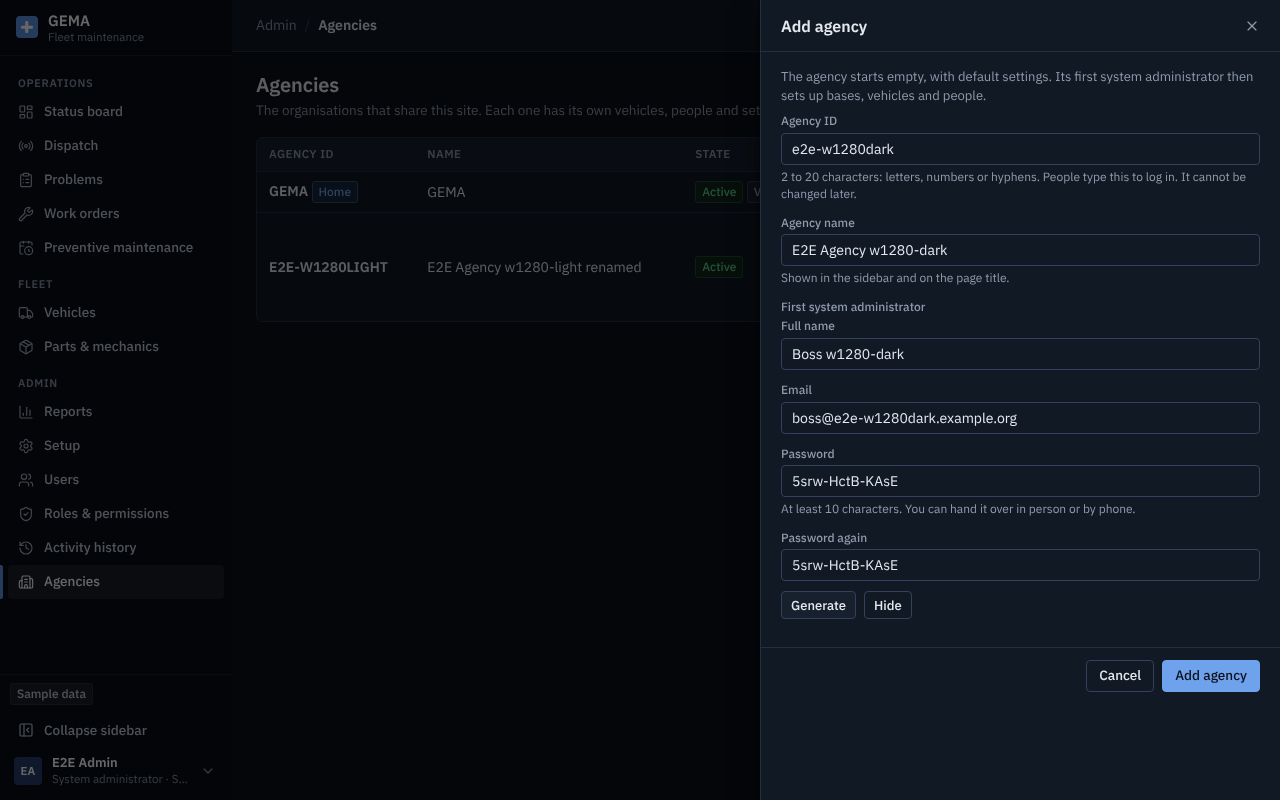 GEMA
Fleet maintenance
OPERATIONS
Status board
Dispatch
Problems
Work orders
Preventive maintenance
FLEET
Vehicles
Parts & mechanics
ADMIN
Reports
Setup
Users
Roles & permissions
Activity history
Agencies
Sample data
Collapse sidebar
EA
E2E Admin
System administrator · S...
Admin / Agencies
Agencies
The organisations that share this site. Each one has its own vehicles, people and set
AGENCY ID NAME STATE
GEMA Home GEMA Active
E2E-W1280LIGHT E2E Agency w1280-light renamed Active
Add agency
The agency starts empty, with default settings. Its first system administrator then
sets up bases, vehicles and people.
Agency ID
e2e-w1280dark
2 to 20 characters: letters, numbers or hyphens. People type this to log in. It cannot be
changed later.
Agency name
E2E Agency w1280-dark
Shown in the sidebar and on the page title.
First system administrator
Full name
Boss w1280-dark
Email
boss@e2e-w1280dark.example.org
Password
5srw-HctB-KAsE
At least 10 characters. You can hand it over in person or by phone.
Password again
5srw-HctB-KAsE
Generate Hide
Cancel Add agency